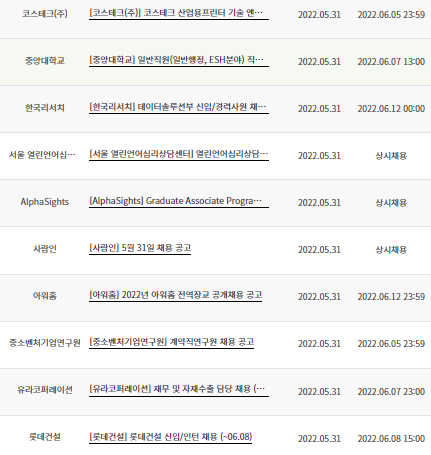 코스테크(주) [코스테크(주)] 코스테크 산업용프린터 기술 엔… 2022.05.31 2022.06.05 23:59
중앙대학교 [중앙대학교] 일반직원(일반행정, ESH분야) 직… 2022.05.31 2022.06.07 13:00
한국리서치 [한국리서치] 데이터솔루션부 신입/경력사원 채… 2022.05.31 2022.06.12 00:00
서울 열린언어심… [서울 열린언어심리상담센터] 열린언어심리상담… 2022.05.31 상시채용
AlphaSights [AlphaSights] Graduate Associate Progra… 2022.05.31 상시채용
사람인 [사람인] 5월 31일 채용 공고 2022.05.31 상시채용
아워홈 [아워홈] 2022년 아워홈 전역장교 공개채용 공고 2022.05.31 2022.06.12 23:59
중소벤처기업연구원 [중소벤처기업연구원] 계약직연구원 채용 공고 2022.05.31 2022.06.05 23:59
유라코퍼레이션 [유라코퍼레이션] 재무 및 자재수출 담당 채용 (… 2022.05.31 2022.06.07 23:00
롯데건설 [롯데건설] 롯데건설 신입/인턴 채용 (~06.08) 2022.05.31 2022.06.08 15:00